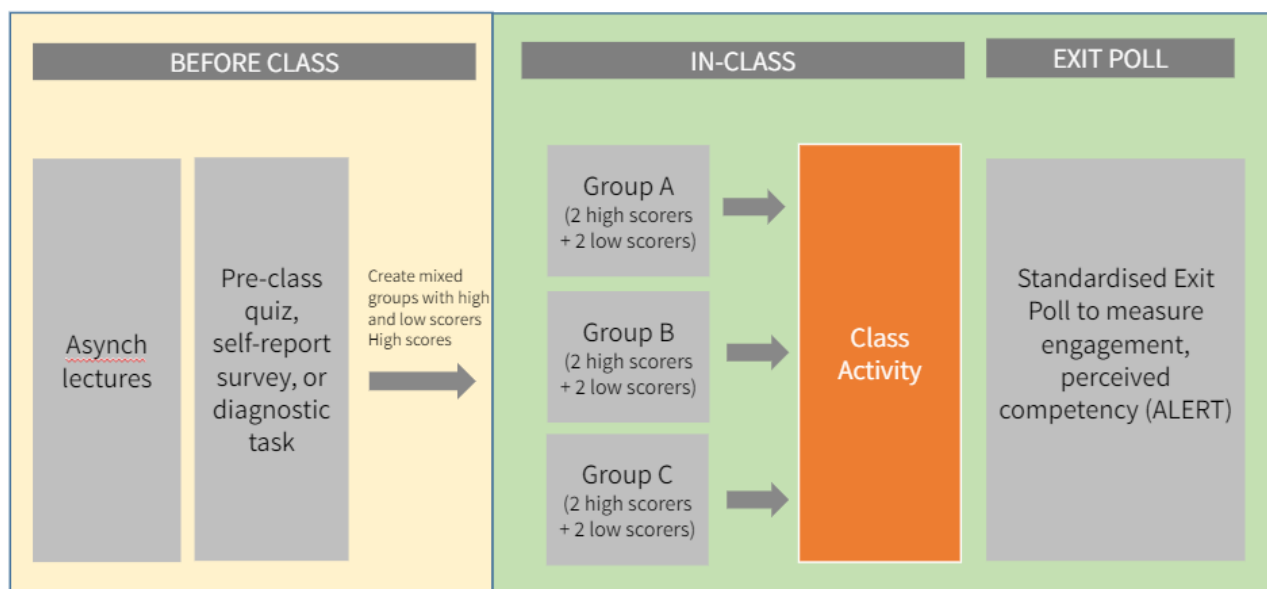 BEFORE CLASS
IN-CLASS
EXIT POLL
Asynch
lectures
Pre-class
quiz,
self-report
survey, or
diagnostic
task
Create mixed
groups with high
and low scorers
High scores
Group A
(2 high scorers
+ 2 low scorers)
Group B
(2 high scorers
+ 2 low scorers)
Group C
(2 high scorers
+ 2 low scorers)
Class
Activity
Standardised Exit
Poll to measure
engagement,
perceived
competency (ALERT)